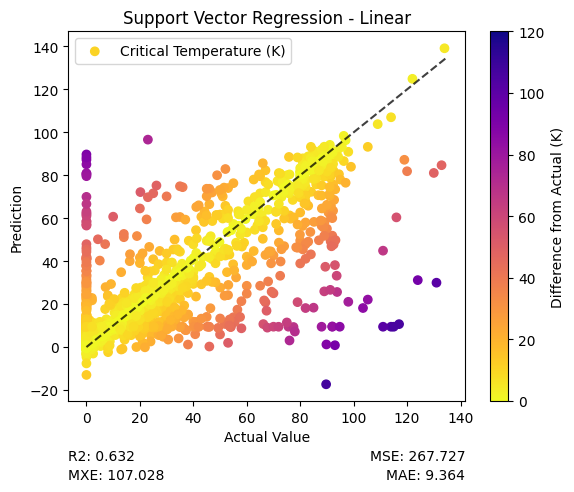 Support Vector Regression - Linear
Critical Temperature (K)
Prediction
140
120
100
80
60
40
20
0
−20
0 20 40 60 80 100 120 140
Actual Value
120
100
80
60
40
20
0
Difference from Actual (K)
R2: 0.632 MSE: 267.727
MXE: 107.028 MAE: 9.364